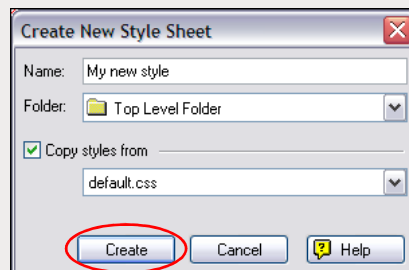 Create New Style Sheet
Name: My new style
Folder: Top Level Folder
Copy styles from
default.css
Create Cancel Help